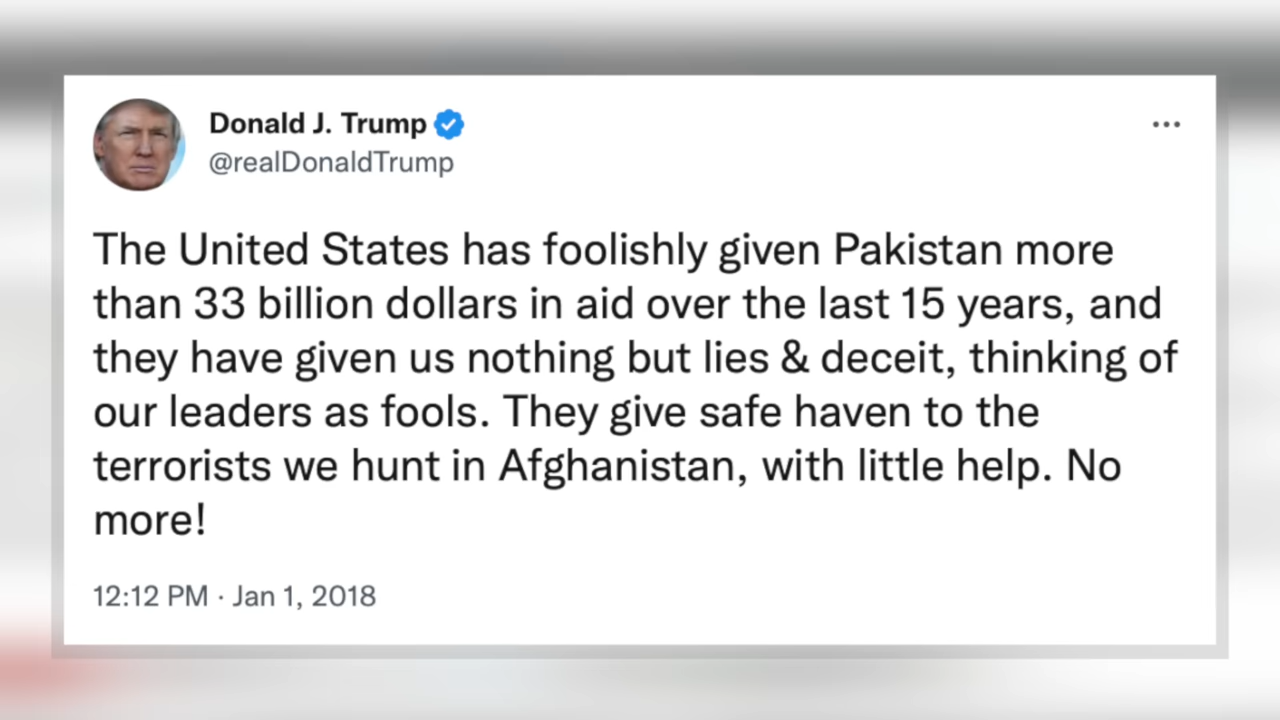 Donald J. Trump
@realDonaldTrump
The United States has foolishly given Pakistan more
than 33 billion dollars in aid over the last 15 years, and
they have given us nothing but lies & deceit, thinking of
our leaders as fools. They give safe haven to the
terrorists we hunt in Afghanistan, with little help. No
more!
12:12 PM · Jan 1, 2018